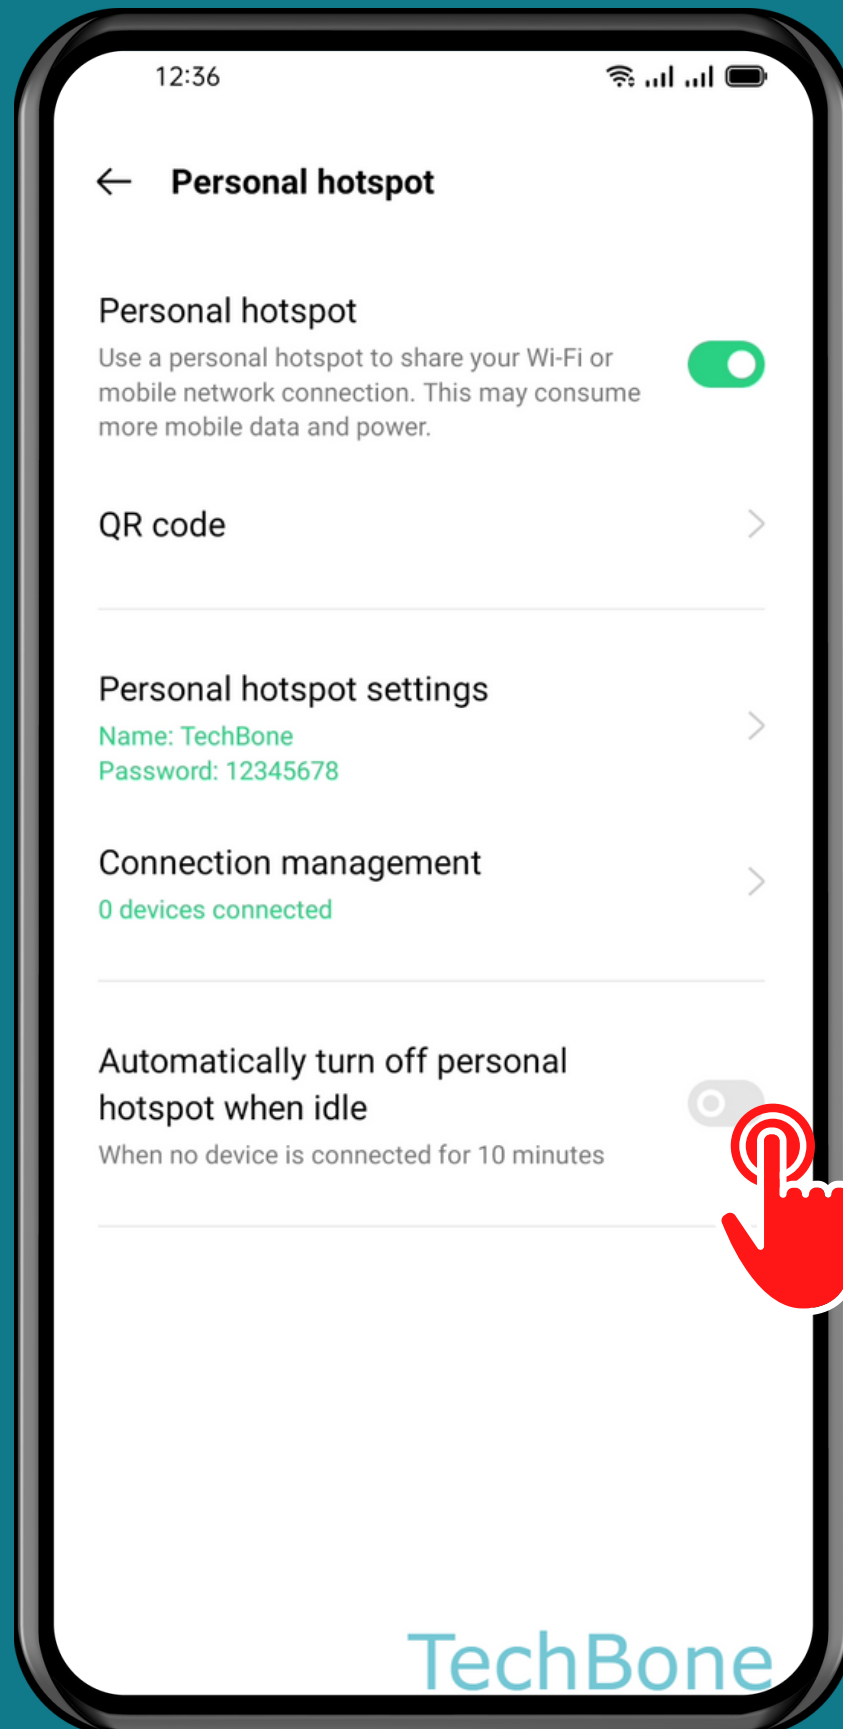 12:36
Personal hotspot
Personal hotspot
Use a personal hotspot to share your Wi-Fi or
mobile network connection. This may consume
more mobile data and power.
QR code
Personal hotspot settings
Name: TechBone
Password: 12345678
Connection management
0 devices connected
Automatically turn off personal
hotspot when idle
When no device is connected for 10 minutes
TechBone